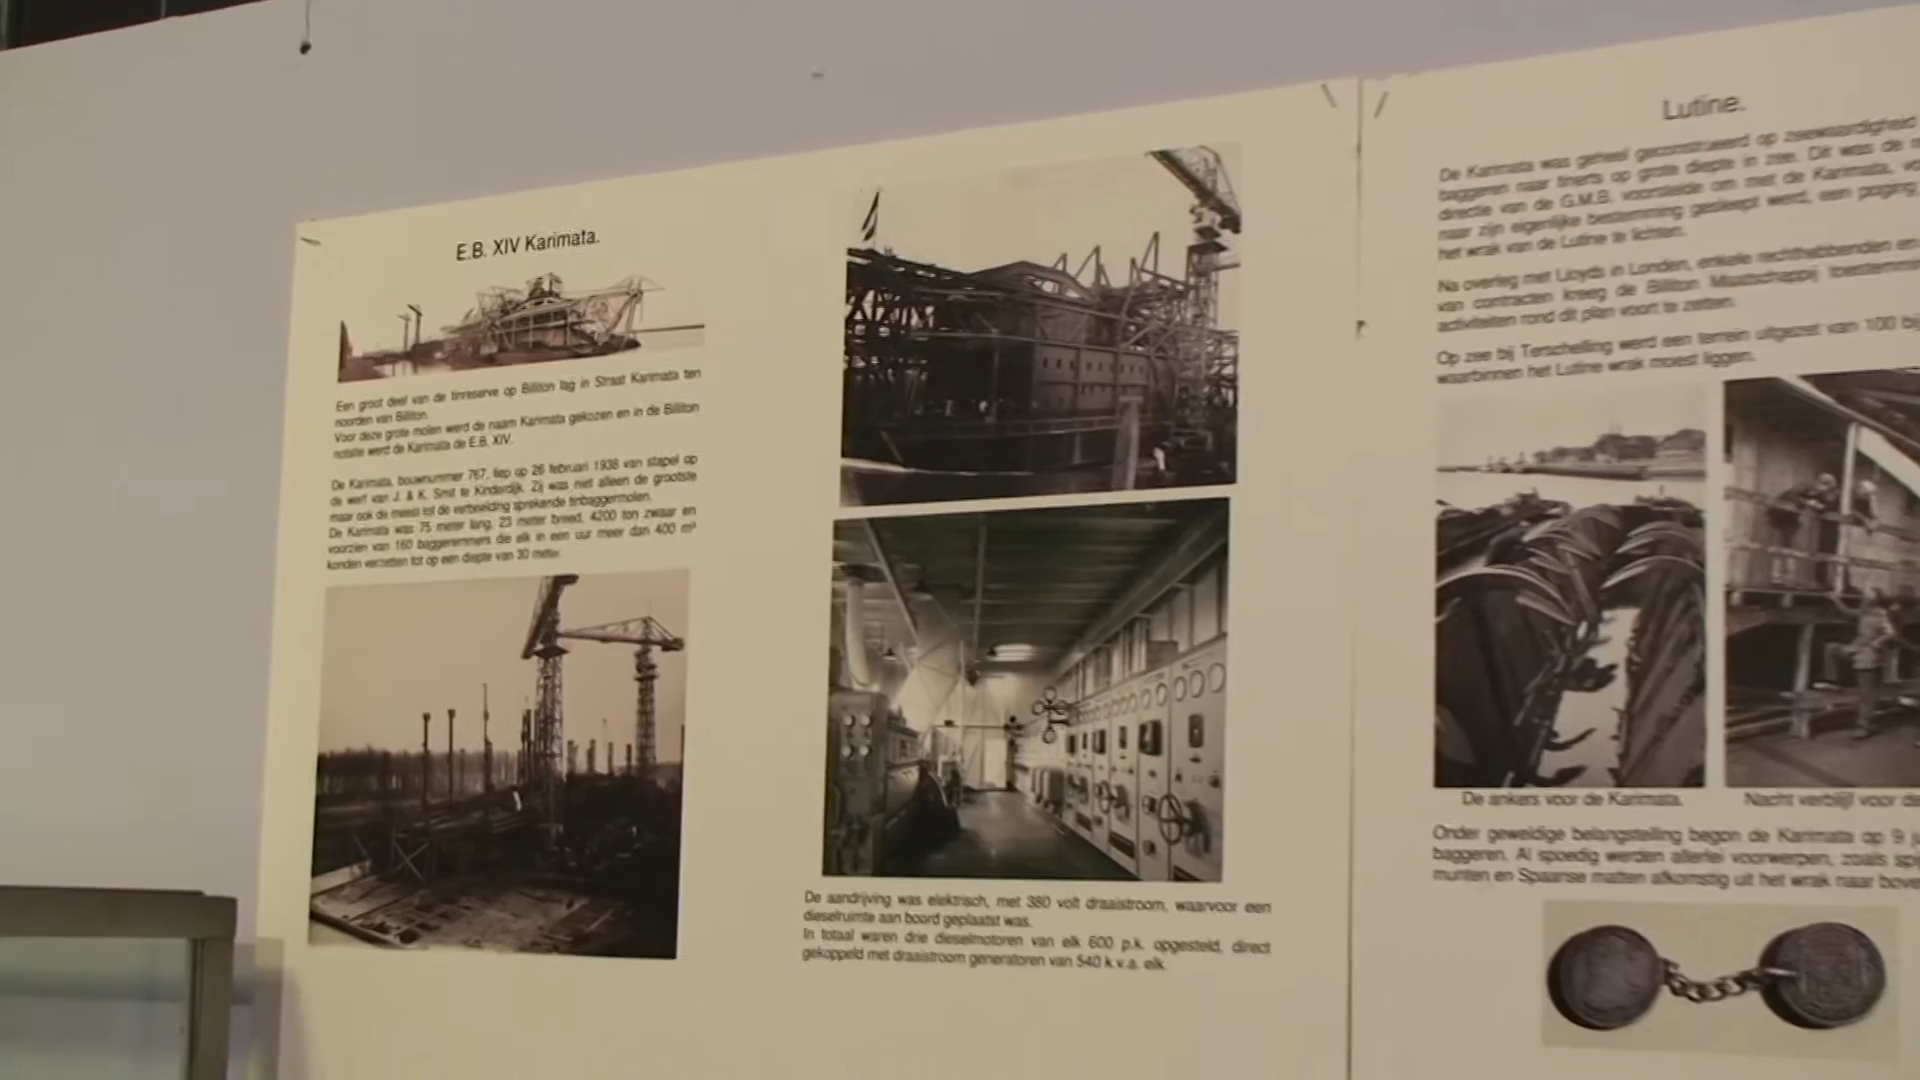 E.B. XIV Karimata.
Een groot deel van de tinreserve op Billiton lag in Straat Karimata ten
noorden van Billiton.
Voor deze grote molen werd de naam Karimata gekozen en in de Billiton
notatie werd de Karimata de E.B. XIV.
De Karimata, bouwnummer 767, liep op 26 februari 1938 van stapel op
de werf van J. & K. Smit te Kinderdijk. Zij was niet alleen de grootste
maar ook de meest tot de verbeelding sprekende tinbaggermolen.
De Karimata was 75 meter lang, 23 meter breed, 4200 ton zwaar en
voorzien van 160 baggeremmers die elk in een uur meer dan 400 m³
konden verzetten tot op een diepte van 30 meter.
De aandrijving was elektrisch, met 380 volt draaistroom, waarvoor een
dieselruimte aan boord geplaatst was.
In totaal waren drie dieselmotoren van elk 600 p.k. opgesteld, direct
gekoppeld met draaistroom generatoren van 540 k.v.a. elk
Lutine.
De Karimata was geheel geconstrueerd op zeewaardigheid
baggeren naar tinerts op grote diepte in zee. Dit was de
directie van de G.M.B. voorstelde om met de Karimata,
naar zijn eigenlijke bestemming gesleept werd, een poging
het wrak van de Lutine te lichten.
Na overleg met Lloyds in Londen, enkele rechthebbenden en
van contracten kreeg de Billiton Maatschappij
activiteiten rond dit plan voort te zetten.
Op zee bij Terschelling werd een terrein uitgezet van 100
waarbinnen het Lutine wrak moest liggen.
De ankers voor de Karimata.
Nacht verblijf voor
Onder geweldige belangstelling begon de Karimata op 9
baggeren. Al spoedig werden allerlei voorwerpen, zoals
munten en Spaanse matten afkomstig uit het wrak naar